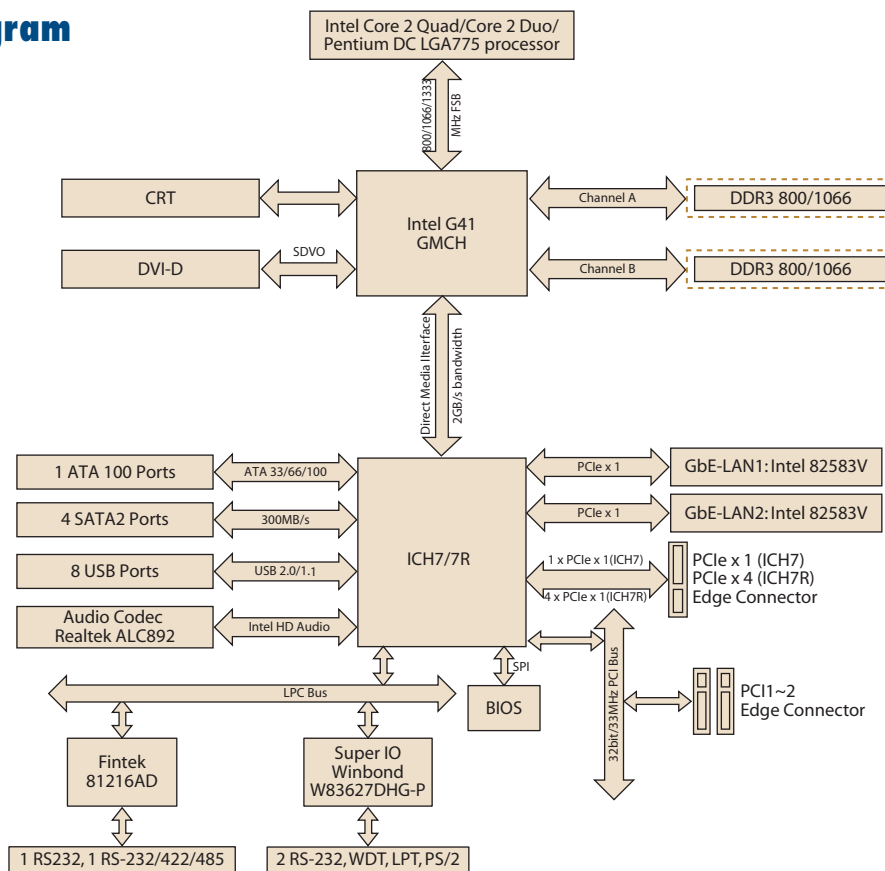 gram
Intel Core 2 Quad/Core 2 Duo/
Pentium DC LGA775 processor
800/1066/1333
MHz FSB
CRT
Intel G41
GMCH
Channel A
DDR3 800/1066
DVI-D
SDVO
Channel B
DDR3 800/1066
Direct Media IIterface
2GB/s bandwidth
1 ATA 100 Ports
ATA 33/66/100
PCIe x 1
GbE-LAN1: Intel 82583V
4 SATA2 Ports
300MB/s
PCIe x 1
GbE-LAN2: Intel 82583V
ICH7/7R
8 USB Ports
USB 2.0/1.1
1 x PCIe x 1(ICH7)
4 x PCIe x 1(ICH7R)
PCIe x 1 (ICH7)
PCIe x 4 (ICH7R)
Edge Connector
Audio Codec
Realtek ALC892
Intel HD Audio
SPI
LPC Bus
BIOS
32bit/33MHz PCI Bus
PCI1~2
Edge Connector
Fintek
81216AD
Super IO
Winbond
W83627DHG-P
1 RS232, 1 RS-232/422/485
2 RS-232, WDT, LPT, PS/2